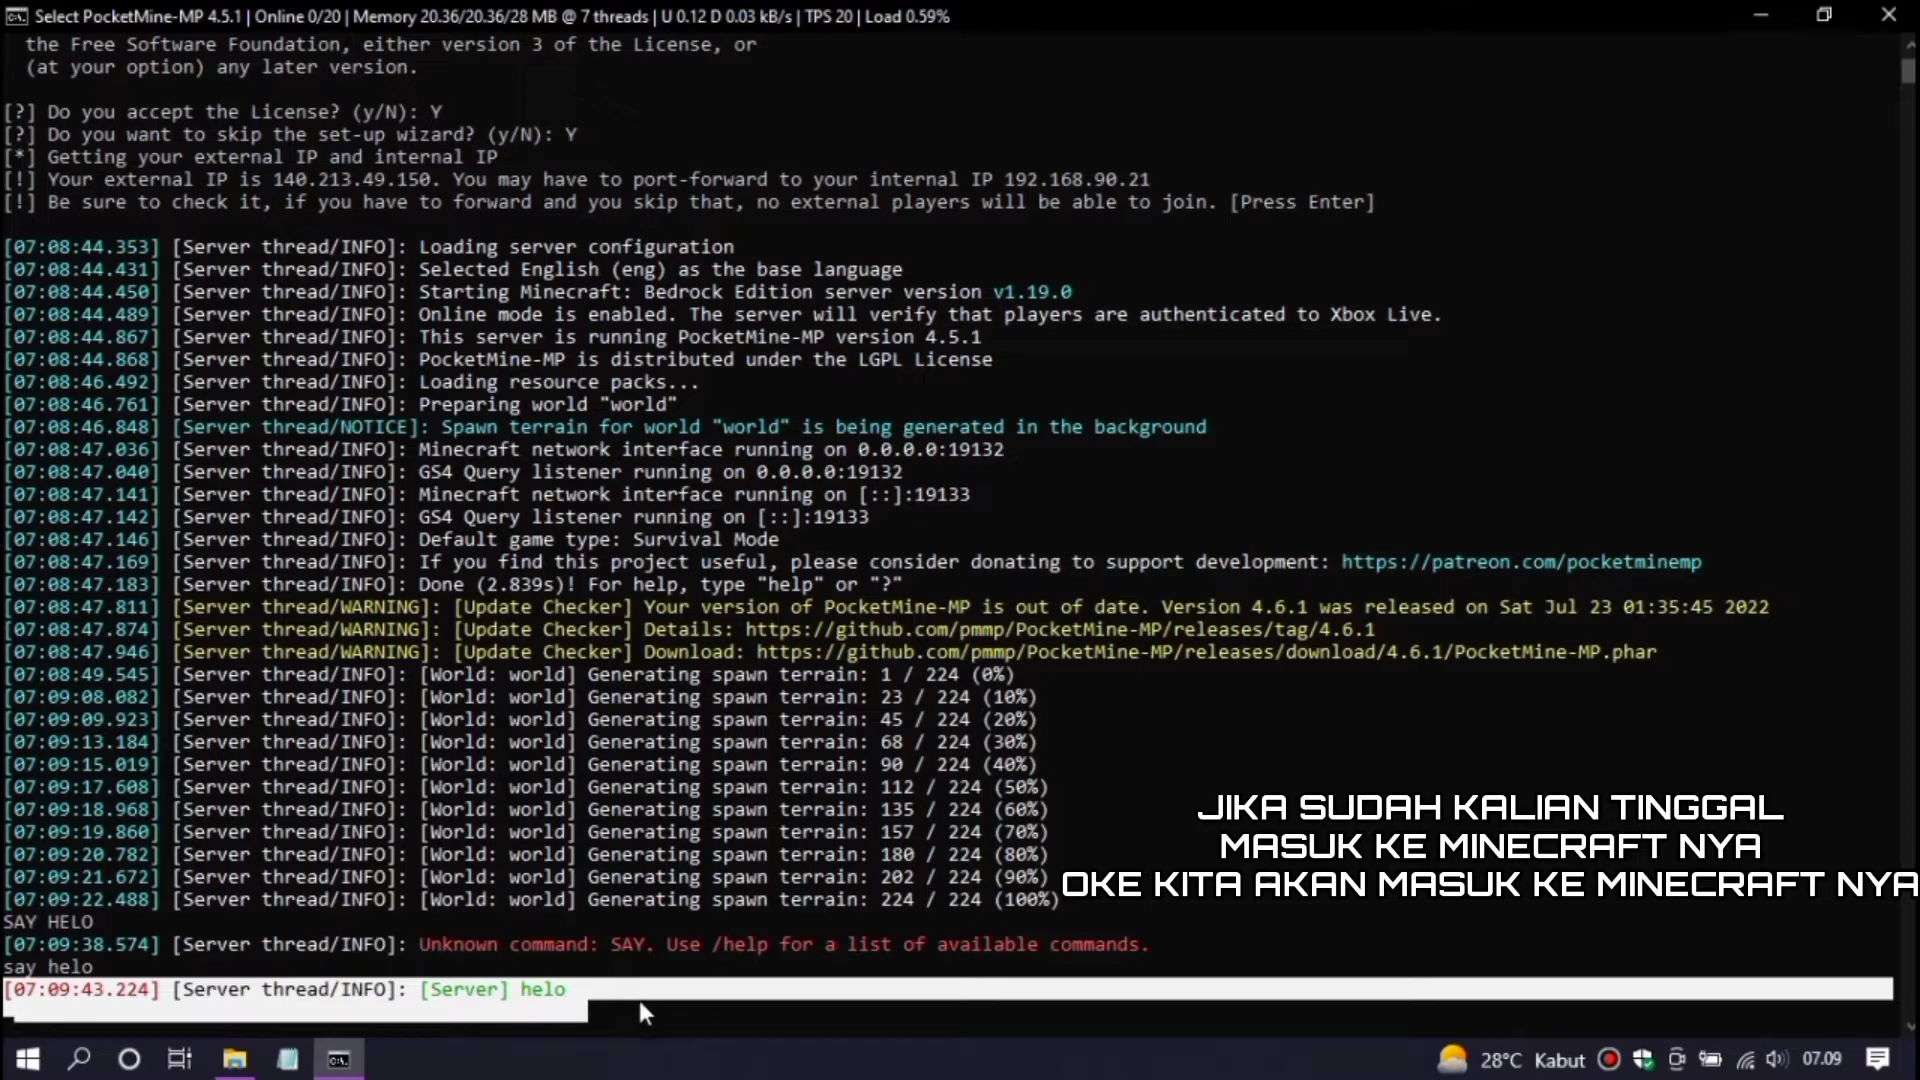 Select PocketMine-MP 4.5.1 | Online 0/20 | Memory 20.36/20.36/28 MB @ 7 threads | U 0.12 D 0.03 kB/s | TPS 20 | Load 0.59%
the Free Software Foundation, either version 3 of the License, or
(at your option) any later version.
[?] Do you accept the License? (y/N): Y
[?] Do you want to skip the set-up wizard? (y/N): Y
[*] Getting your external IP and internal IP
[!] Your external IP is 140.213.49.150. You may have to port-forward to your internal IP 192.168.90.21
[!] Be sure to check it, if you have to forward and you skip that, no external players will be able to join. [Press Enter]
[07:08:44.353] [Server thread/INFO]: Loading server configuration
[07:08:44.431] [Server thread/INFO]: Selected English (eng) as the base language
[07:08:44.450] [Server thread/INFO]: Starting Minecraft: Bedrock Edition server version v1.19.0
[07:08:44.489] [Server thread/INFO]: Online mode is enabled. The server will verify that players are authenticated to Xbox Live.
[07:08:44.867] [Server thread/INFO]: This server is running PocketMine-MP version 4.5.1
[07:08:44.868] [Server thread/INFO]: PocketMine-MP is distributed under the LGPL License
[07:08:46.492] [Server thread/INFO]: Loading resource packs...
[07:08:46.761] [Server thread/INFO]: Preparing world "world"
[07:08:46.848] [Server thread/NOTICE]: Spawn terrain for world "world" is being generated in the background
[07:08:47.036] [Server thread/INFO]: Minecraft network interface running on 0.0.0.0:19132
[07:08:47.040] [Server thread/INFO]: GS4 Query listener running on 0.0.0.0:19132
[07:08:47.141] [Server thread/INFO]: Minecraft network interface running on [::]:19133
[07:08:47.142] [Server thread/INFO]: GS4 Query listener running on [::]:19133
[07:08:47.146] [Server thread/INFO]: Default game type: Survival Mode
[07:08:47.169] [Server thread/INFO]: If you find this project useful, please consider donating to support development: https://patreon.com/pocketminemp
[07:08:47.183] [Server thread/INFO]: Done (2.839s)! For help, type "help" or "?"
[07:08:47.811] [Server thread/WARNING]: [Update Checker] Your version of PocketMine-MP is out of date. Version 4.6.1 was released on Sat Jul 23 01:35:45 2022
[07:08:47.874] [Server thread/WARNING]: [Update Checker] Details: https://github.com/pmmp/PocketMine-MP/releases/tag/4.6.1
[07:08:47.946] [Server thread/WARNING]: [Update Checker] Download: https://github.com/pmmp/PocketMine-MP/releases/download/4.6.1/PocketMine-MP.phar
[07:08:49.545] [Server thread/INFO]: [World: world] Generating spawn terrain: 1 / 224 (0%)
[07:09:08.082] [Server thread/INFO]: [World: world] Generating spawn terrain: 23 / 224 (10%)
[07:09:09.923] [Server thread/INFO]: [World: world] Generating spawn terrain: 45 / 224 (20%)
[07:09:13.184] [Server thread/INFO]: [World: world] Generating spawn terrain: 68 / 224 (30%)
[07:09:15.019] [Server thread/INFO]: [World: world] Generating spawn terrain: 90 / 224 (40%)
[07:09:17.608] [Server thread/INFO]: [World: world] Generating spawn terrain: 112 / 224 (50%)
[07:09:18.968] [Server thread/INFO]: [World: world] Generating spawn terrain: 135 / 224 (60%)
[07:09:19.860] [Server thread/INFO]: [World: world] Generating spawn terrain: 157 / 224 (70%)
[07:09:20.782] [Server thread/INFO]: [World: world] Generating spawn terrain: 180 / 224 (80%)
[07:09:21.672] [Server thread/INFO]: [World: world] Generating spawn terrain: 202 / 224 (90%)
[07:09:22.488] [Server thread/INFO]: [World: world] Generating spawn terrain: 224 / 224 (100%)
SAY HELO
[07:09:38.574] [Server thread/INFO]: Unknown command: SAY. Use /help for a list of available commands.
say helo
[07:09:43.224] [Server thread/INFO]: [Server] helo
JIKA SUDAH KALIAN TINGGAL
MASUK KE MINECRAFT NYA
OKE KITA AKAN MASUK KE MINECRAFT NYA
28°C Kabut
07.09